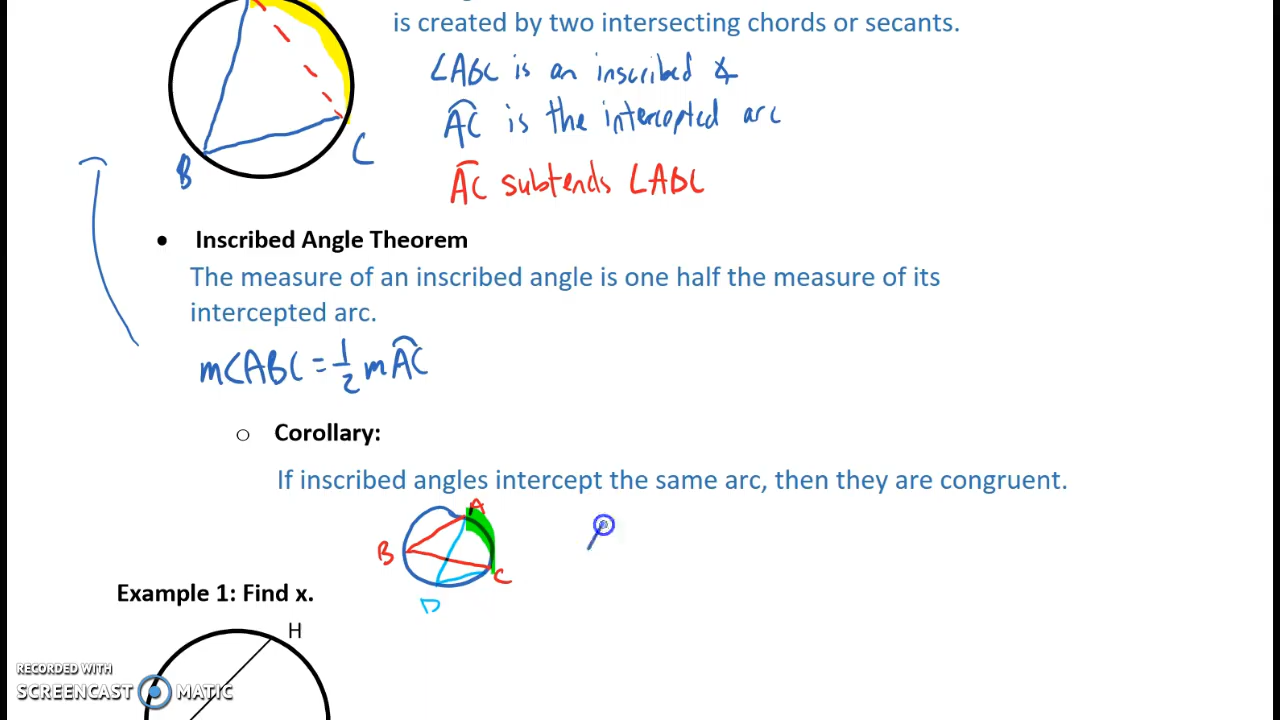 is created by two intersecting chords or secants.
∠ABC is an inscribed ∡
A͡C is the intercepted arc
A͡C subtends ∠ABC
B
C
• Inscribed Angle Theorem
The measure of an inscribed angle is one half the measure of its
intercepted arc.
m∠ABC = 1/2 mA͡C
o Corollary:
If inscribed angles intercept the same arc, then they are congruent.
A
B
C
D
Example 1: Find x.
H
RECORDED WITH
SCREENCAST MATIC